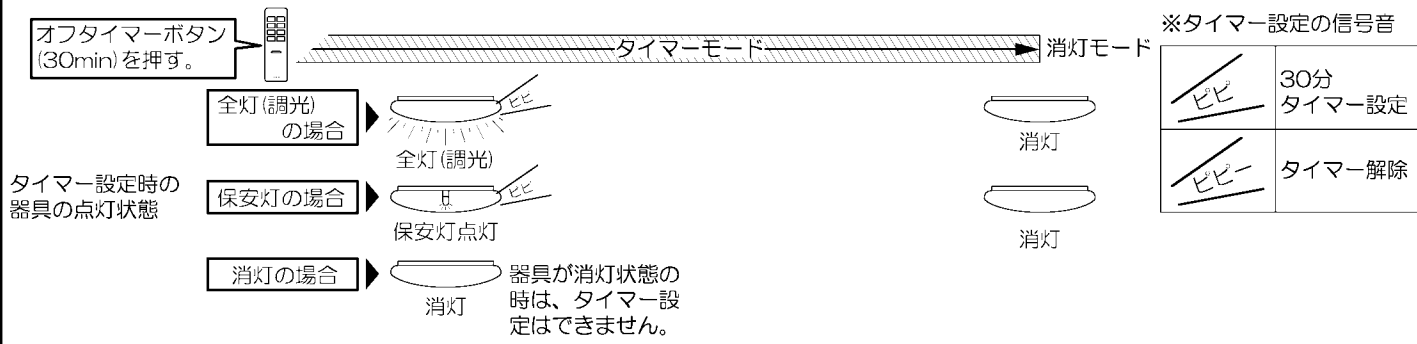 オフタイマーボタン
(30min)を押す。
タイマーモード
消灯モード
※タイマー設定の信号音
ピピ
30分
タイマー設定
ピピー
タイマー解除
タイマー設定時の
器具の点灯状態
全灯(調光)
の場合
ピピ
全灯(調光)
消灯
保安灯の場合
ピピ
保安灯点灯
消灯
消灯の場合
消灯
器具が消灯状態の
時は、タイマー設
定はできません。